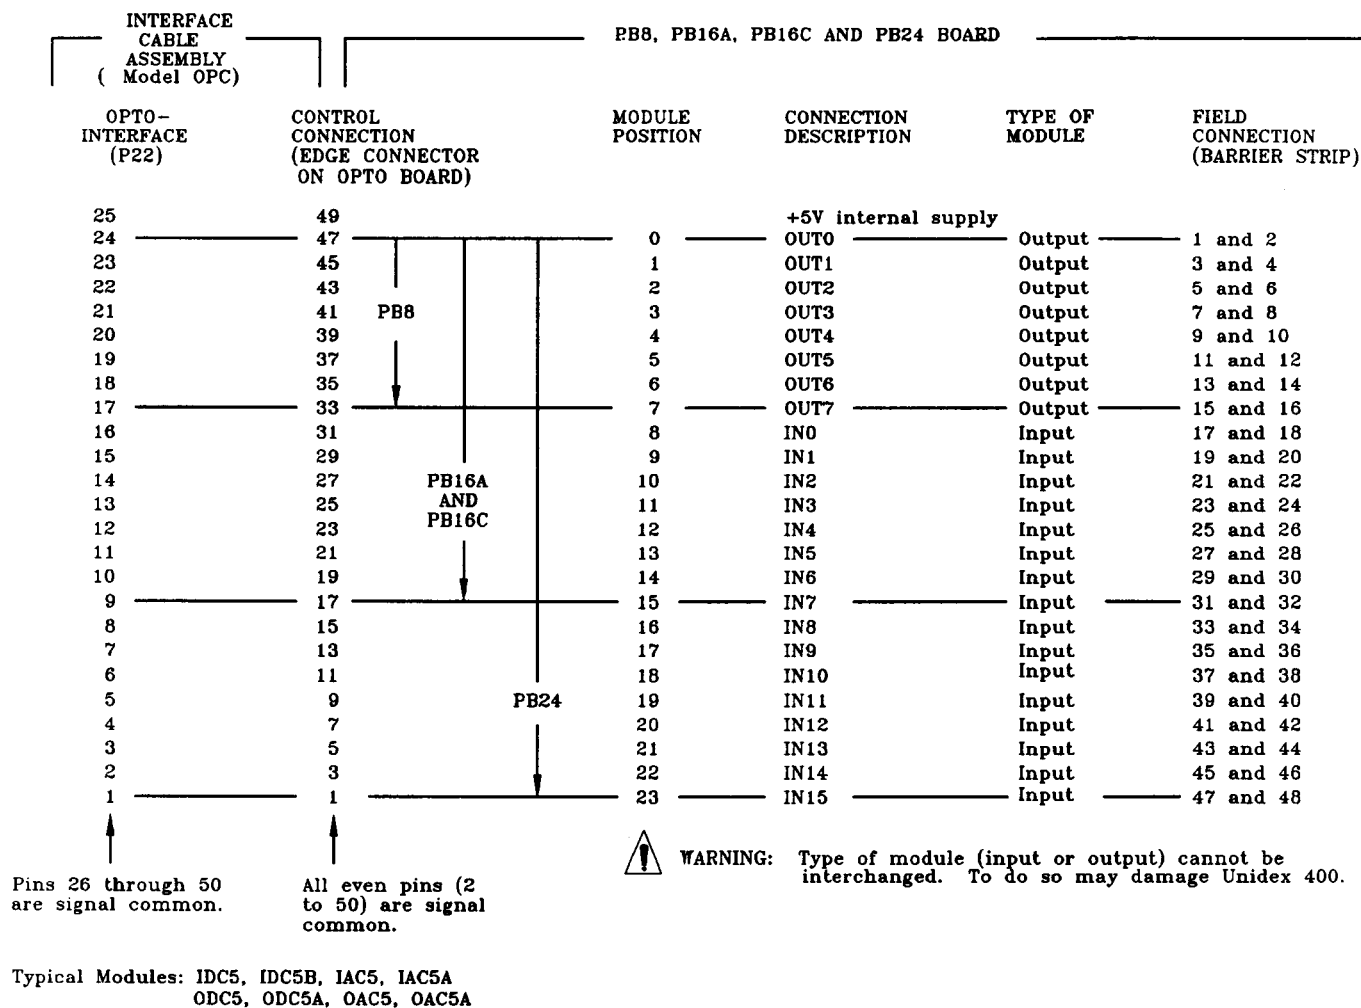 INTERFACE
CABLE
ASSEMBLY
( Model OPC)
PB8, PB16A, PB16C AND PB24 BOARD
OPTO-
INTERFACE
(P22)
CONTROL
CONNECTION
(EDGE CONNECTOR
ON OPTO BOARD)
MODULE
POSITION
CONNECTION
DESCRIPTION
TYPE OF
MODULE
FIELD
CONNECTION
(BARRIER STRIP)
25 49 +5V internal supply
24 47 0 OUT0 Output 1 and 2
23 45 1 OUT1 Output 3 and 4
22 43 2 OUT2 Output 5 and 6
21 41 PB8 3 OUT3 Output 7 and 8
20 39 4 OUT4 Output 9 and 10
19 37 5 OUT5 Output 11 and 12
18 35 6 OUT6 Output 13 and 14
17 33 7 OUT7 Output 15 and 16
16 31 8 IN0 Input 17 and 18
15 29 9 IN1 Input 19 and 20
14 27 PB16A 10 IN2 Input 21 and 22
13 25 AND 11 IN3 Input 23 and 24
12 23 PB16C 12 IN4 Input 25 and 26
11 21 13 IN5 Input 27 and 28
10 19 14 IN6 Input 29 and 30
9 17 15 IN7 Input 31 and 32
8 15 16 IN8 Input 33 and 34
7 13 17 IN9 Input 35 and 36
6 11 18 IN10 Input 37 and 38
5 9 PB24 19 IN11 Input 39 and 40
4 7 20 IN12 Input 41 and 42
3 5 21 IN13 Input 43 and 44
2 3 22 IN14 Input 45 and 46
1 1 23 IN15 Input 47 and 48
Pins 26 through 50
are signal common.
All even pins (2
to 50) are signal
common.
WARNING: Type of module (input or output) cannot be
interchanged. To do so may damage Unidex 400.
Typical Modules: IDC5, IDC5B, IAC5, IAC5A
ODC5, ODC5A, OAC5, OAC5A